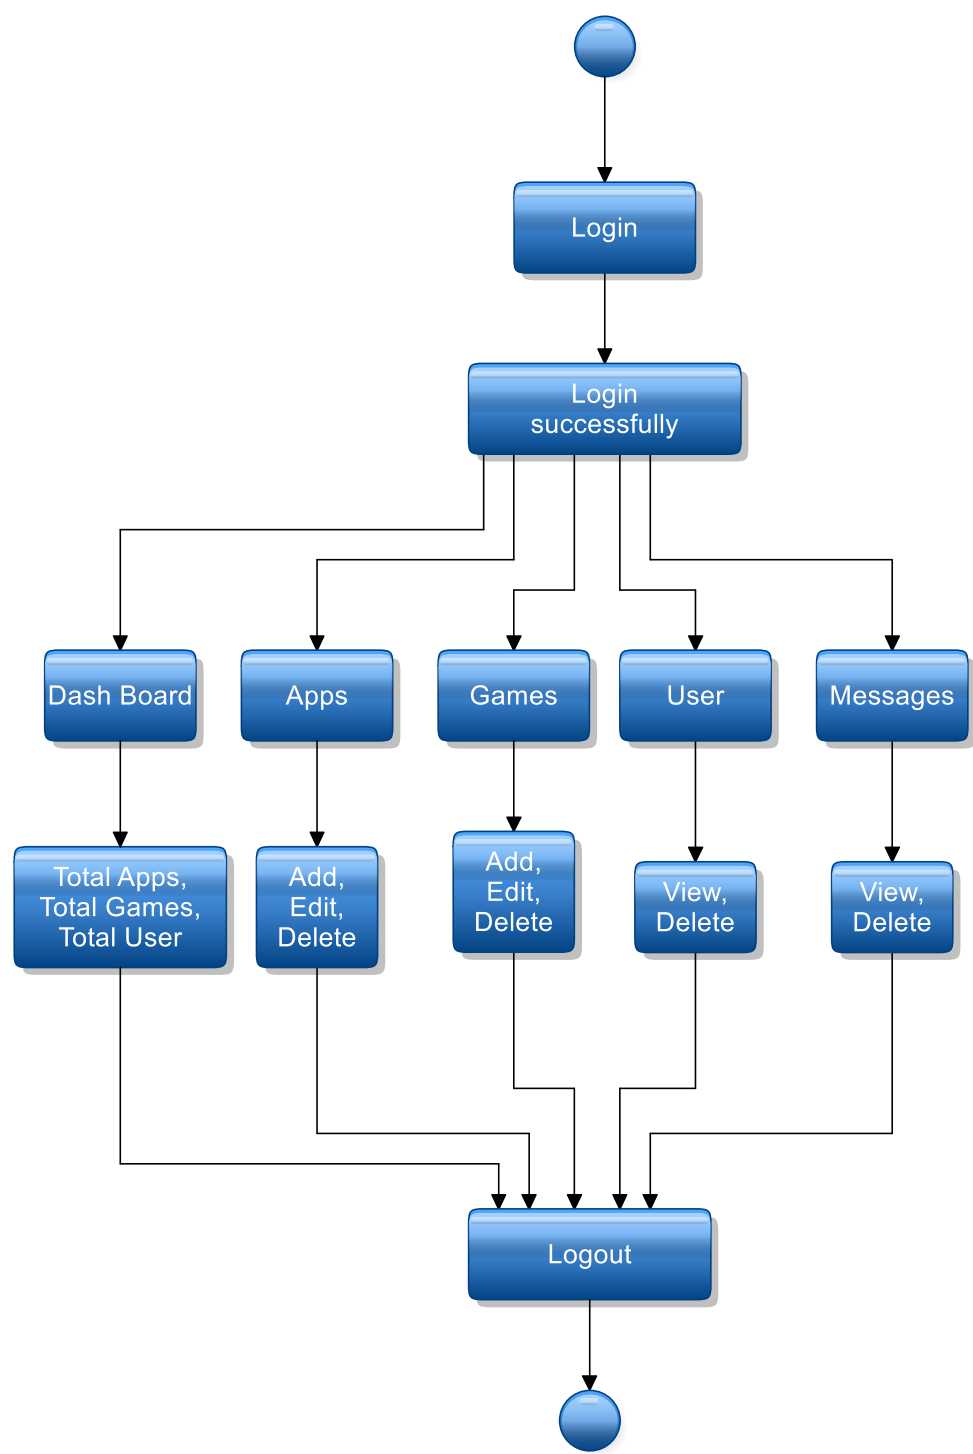 Login
Login
successfully
Dash Board
Apps
Games
User
Messages
Total Apps,
Total Games,
Total User
Add,
Edit,
Delete
Add,
Edit,
Delete
View,
Delete
View,
Delete
Logout